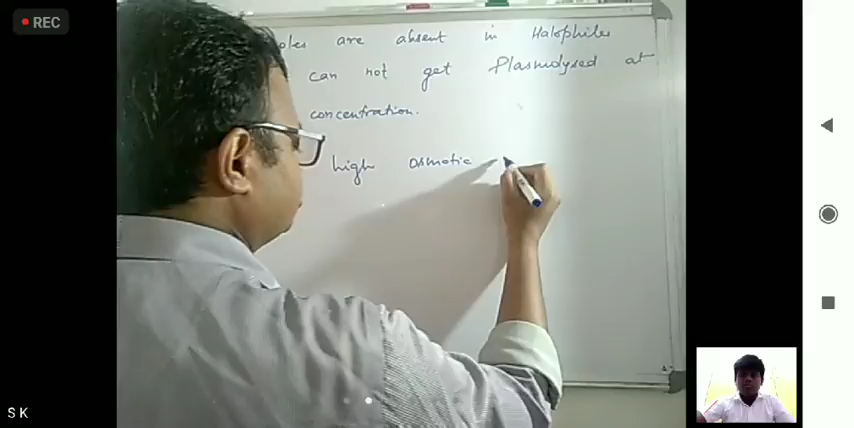 REC
are absent in Halophiles
can not get Plasmolysed at
concentration.
high osmotic
S K